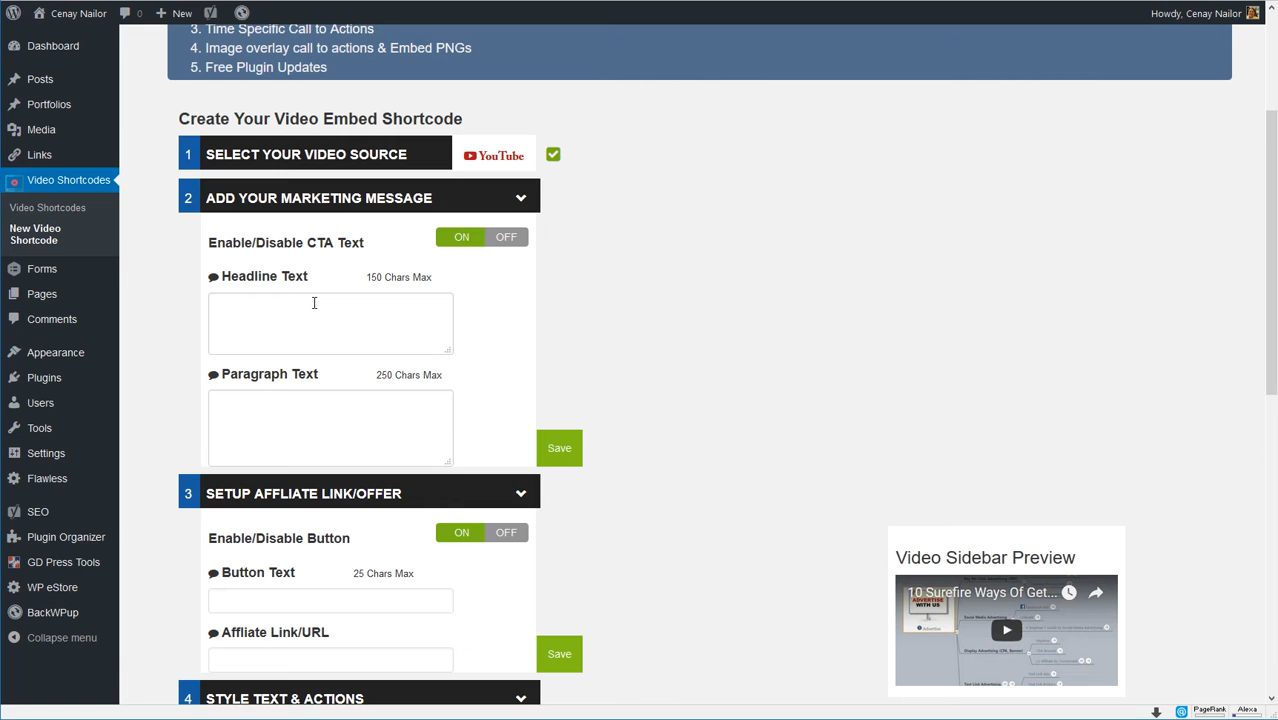 Cenay Nailor
0
New
Howdy, Cenay Nailor
Dashboard
Posts
Portfolios
Media
Links
Video Shortcodes
Video Shortcodes
New Video
Shortcode
Forms
Pages
Comments
Appearance
Plugins
Users
Tools
Settings
Flawless
SEO
Plugin Organizer
GD Press Tools
WP eStore
BackWPup
Collapse menu
3. Time Specific Call to Actions
4. Image overlay call to actions & Embed PNGs
5. Free Plugin Updates
Create Your Video Embed Shortcode
1 SELECT YOUR VIDEO SOURCE YouTube
2 ADD YOUR MARKETING MESSAGE
Enable/Disable CTA Text ON OFF
Headline Text 150 Chars Max
Paragraph Text 250 Chars Max
Save
3 SETUP AFFLIATE LINK/OFFER
Enable/Disable Button ON OFF
Button Text 25 Chars Max
Affliate Link/URL
Save
4 STYLE TEXT & ACTIONS
Video Sidebar Preview
10 Surefire Ways Of Get...
ADVERTISE
WITH US
Advertise
PageRank
Alexa